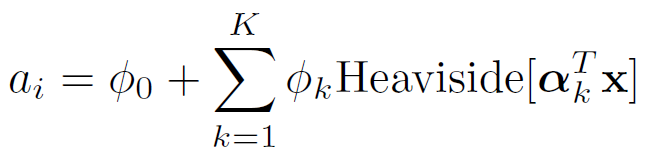 a_i = \phi_0 + \sum_{k=1}^{K} \phi_k \text{Heaviside}[\boldsymbol{\alpha}_k^T \mathbf{x}]